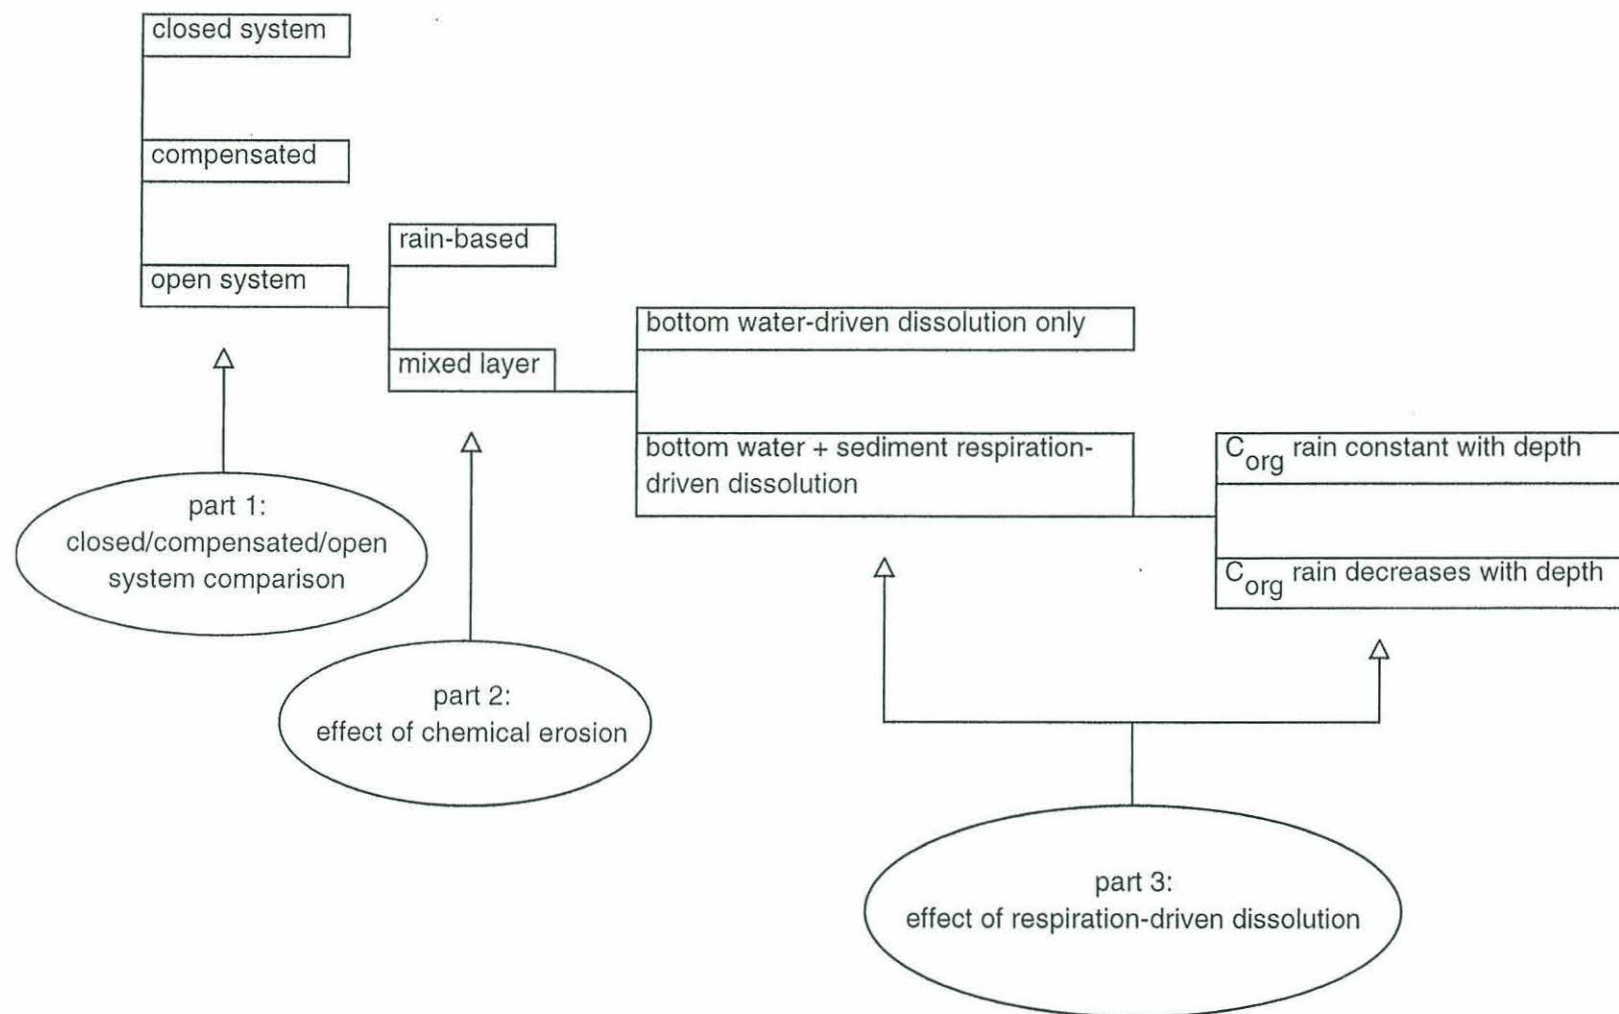 closed system
compensated
open system
rain-based
mixed layer
bottom water-driven dissolution only
bottom water + sediment respiration-
driven dissolution
C_org rain constant with depth
C_org rain decreases with depth
part 1:
closed/compensated/open
system comparison
part 2:
effect of chemical erosion
part 3:
effect of respiration-driven dissolution